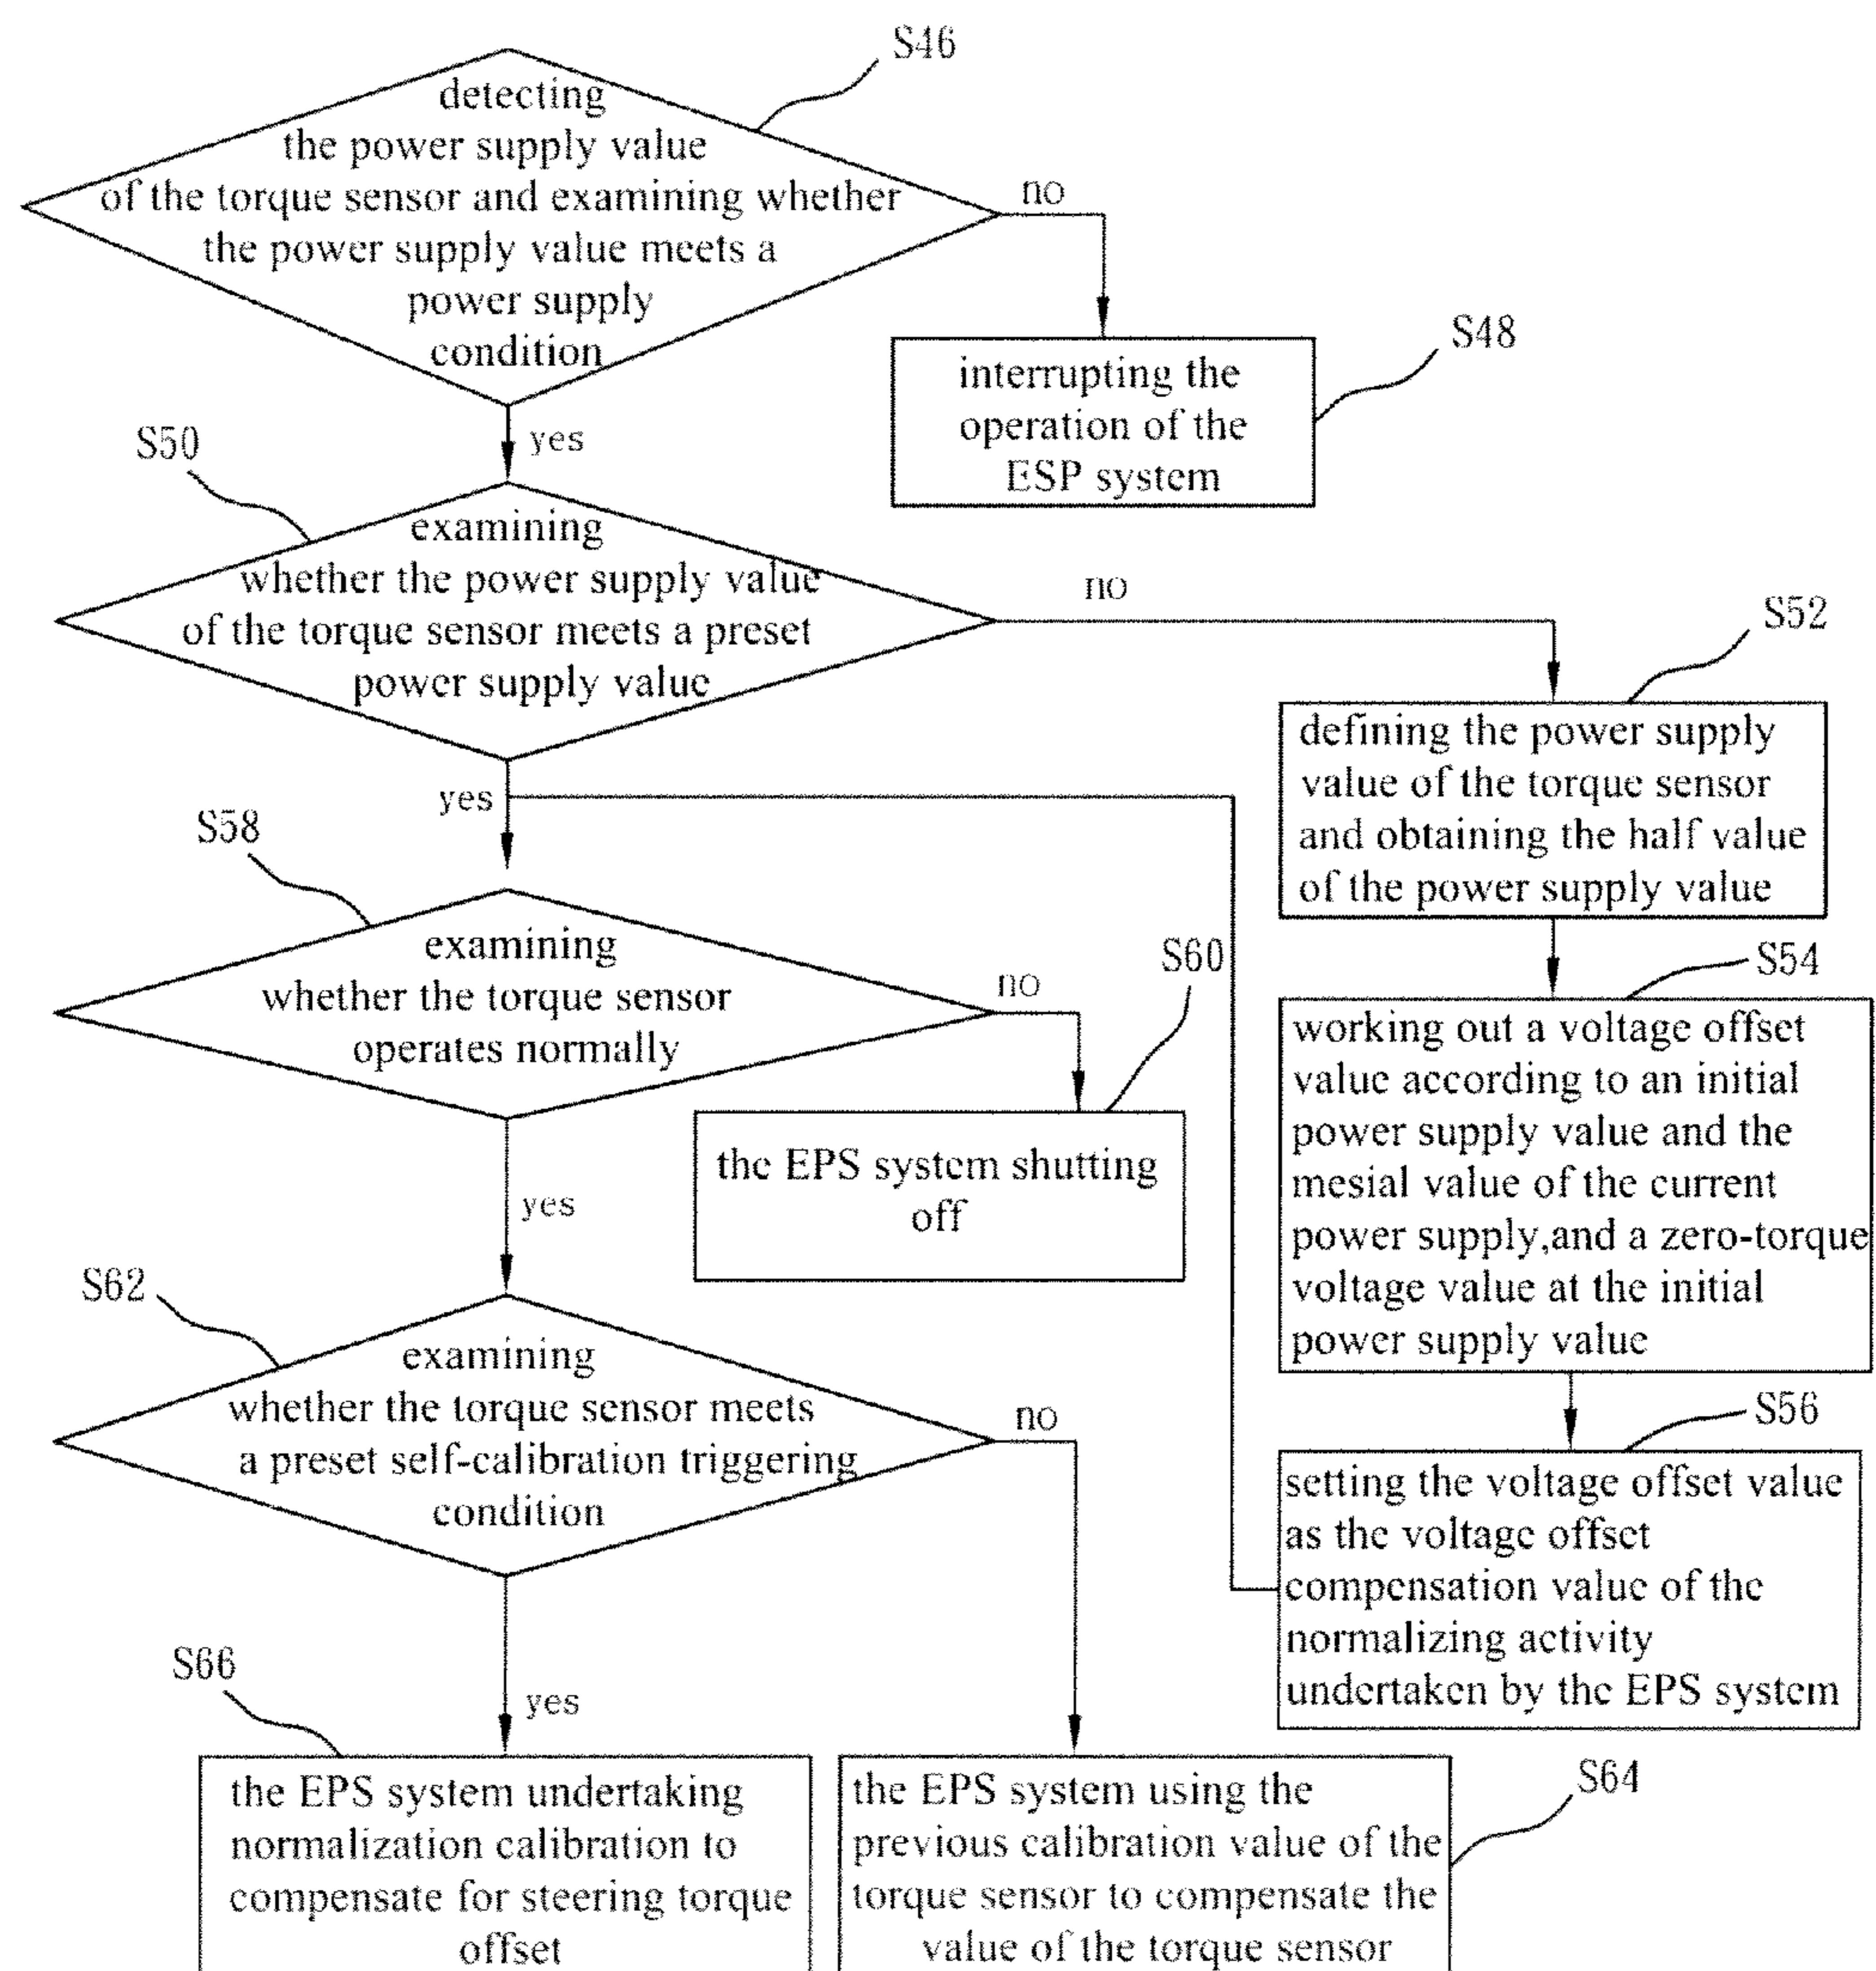 S46
detecting
the power supply value
of the torque sensor and examining whether
the power supply value meets a
power supply
condition
no
yes
S48
interrupting the
operation of the
ESP system
S50
examining
whether the power supply value
of the torque sensor meets a preset
power supply value
no
yes
S52
defining the power supply
value of the torque sensor
and obtaining the half value
of the power supply value
S54
working out a voltage offset
value according to an initial
power supply value and the
mesial value of the current
power supply,and a zero-torque
voltage value at the initial
power supply value
S56
setting the voltage offset value
as the voltage offset
compensation value of the
normalizing activity
undertaken by the EPS system
S58
examining
whether the torque sensor
operates normally
no
yes
S60
the EPS system shutting
off
S62
examining
whether the torque sensor meets
a preset self-calibration triggering
condition
no
yes
S66
the EPS system undertaking
normalization calibration to
compensate for steering torque
offset
S64
the EPS system using the
previous calibration value of the
torque sensor to compensate the
value of the torque sensor